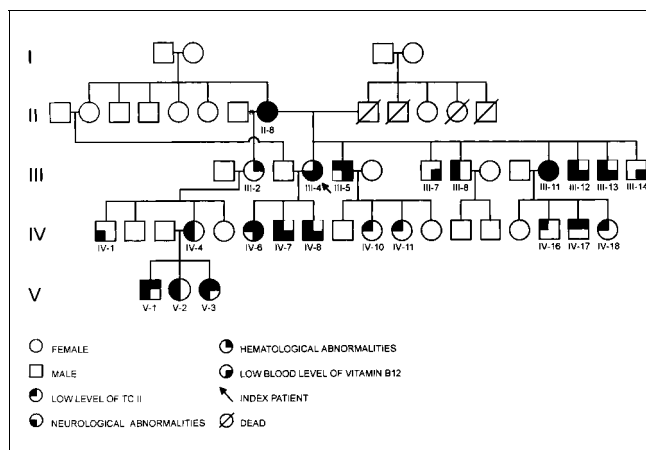 I
II
II-8
III
III-2 III-4 III-5 III-7 III-8 III-11 III-12 III-13 III-14
IV
IV-1 IV-4 IV-6 IV-7 IV-8 IV-10 IV-11 IV-16 IV-17 IV-18
V
V-1 V-2 V-3
FEMALE HEMATOLOGICAL ABNORMALITIES
MALE LOW BLOOD LEVEL OF VITAMIN B12
LOW LEVEL OF TC II INDEX PATIENT
NEUROLOGICAL ABNORMALITIES DEAD